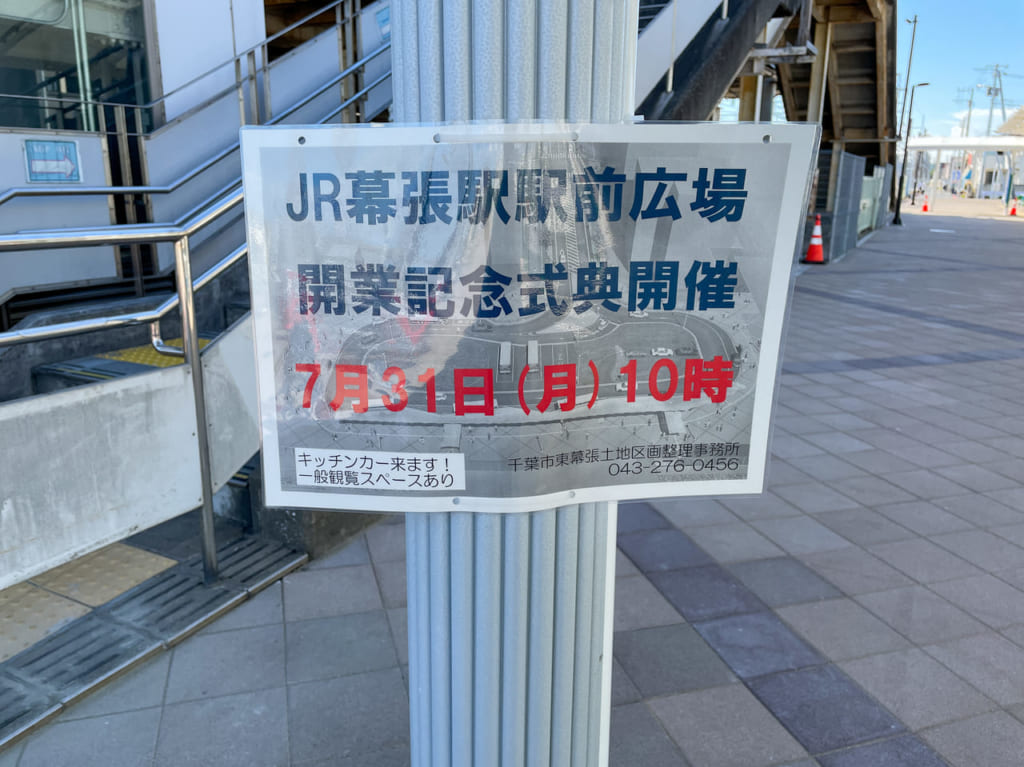 JR幕張駅駅前広場
開業記念式典開催
7月31日(月)10時
キッチンカー来ます!
一般観覧スペースあり
千葉市東幕張土地区画整理事務所
043-276-0456